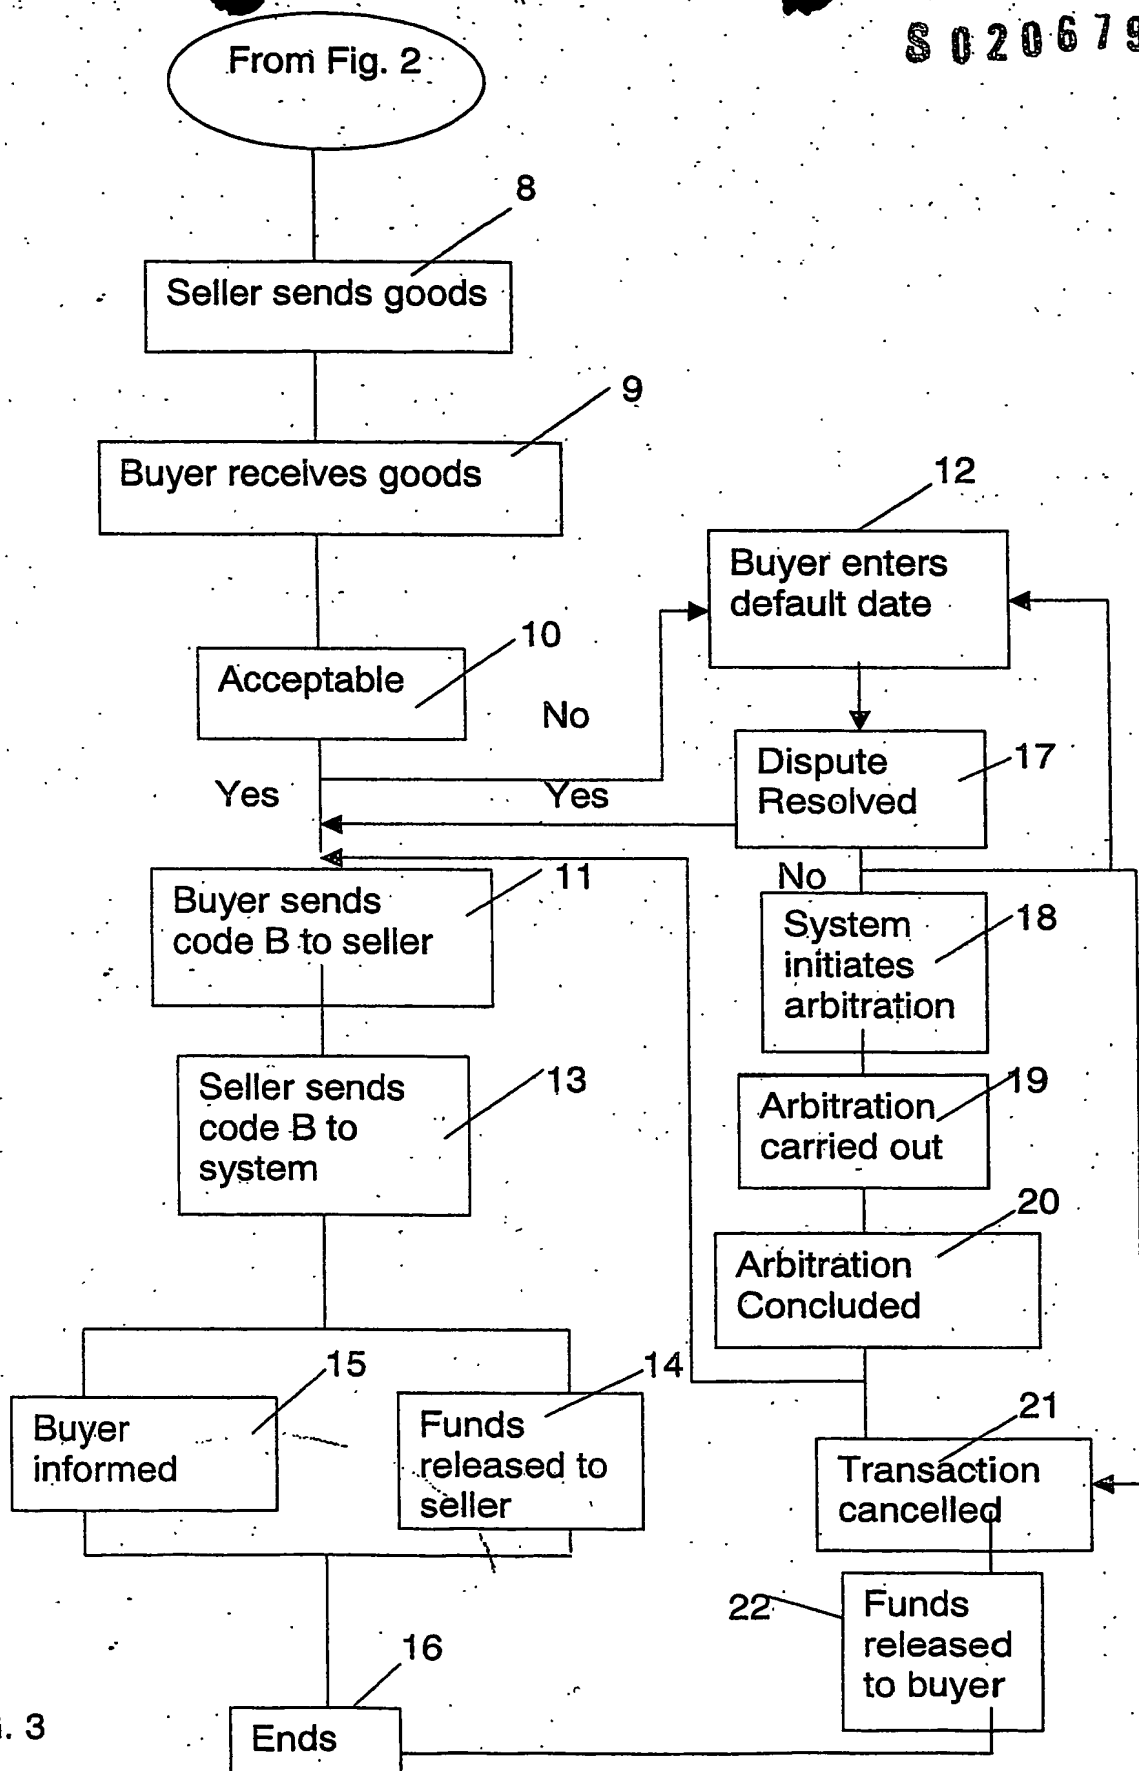 S020679
From Fig. 2
8
Seller sends goods
9
Buyer receives goods
12
Buyer enters
default date
10
Acceptable
No
17
Dispute
Resolved
Yes
Yes
No
11
Buyer sends
code B to seller
18
System
initiates
arbitration
13
Seller sends
code B to
system
19
Arbitration
carried out
20
Arbitration
Concluded
15
Buyer
informed
14
Funds
released to
seller
21
Transaction
cancelled
22
Funds
released
to buyer
16
Ends
. 3